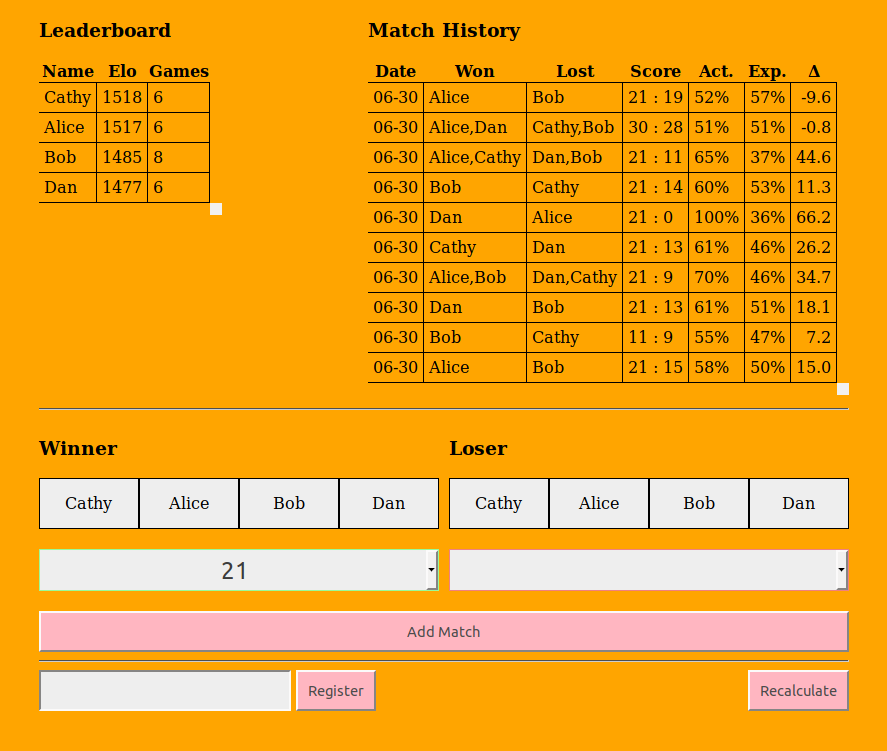 Leaderboard
Name Elo Games
Cathy 1518 6
Alice 1517 6
Bob 1485 8
Dan 1477 6
Match History
Date Won Lost Score Act. Exp. Δ
06-30 Alice Bob 21 : 19 52% 57% -9.6
06-30 Alice,Dan Cathy,Bob 30 : 28 51% 51% -0.8
06-30 Alice,Cathy Dan,Bob 21 : 11 65% 37% 44.6
06-30 Bob Cathy 21 : 14 60% 53% 11.3
06-30 Dan Alice 21 : 0 100% 36% 66.2
06-30 Cathy Dan 21 : 13 61% 46% 26.2
06-30 Alice,Bob Dan,Cathy 21 : 9 70% 46% 34.7
06-30 Dan Bob 21 : 13 61% 51% 18.1
06-30 Bob Cathy 11 : 9 55% 47% 7.2
06-30 Alice Bob 21 : 15 58% 50% 15.0
Winner
Cathy Alice Bob Dan
21
Loser
Cathy Alice Bob Dan
Add Match
Register
Recalculate